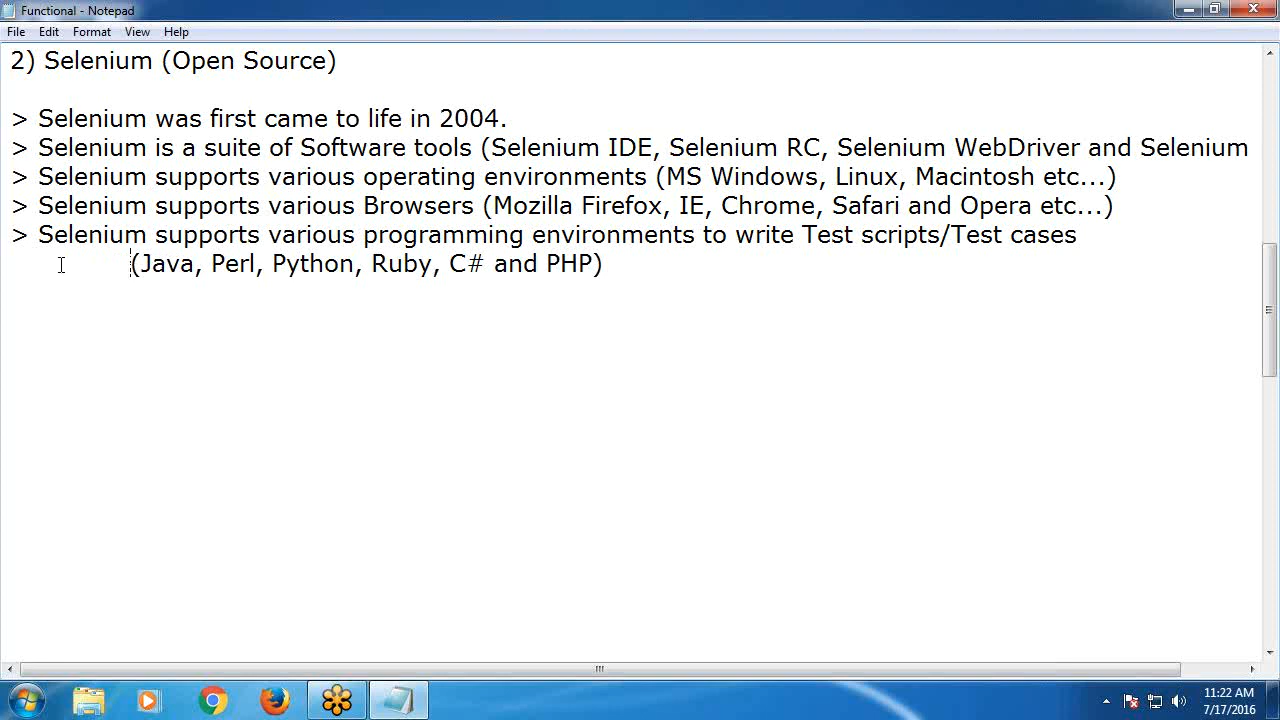 Functional - Notepad
File Edit Format View Help
2) Selenium (Open Source)
> Selenium was first came to life in 2004.
> Selenium is a suite of Software tools (Selenium IDE, Selenium RC, Selenium WebDriver and Selenium
> Selenium supports various operating environments (MS Windows, Linux, Macintosh etc...)
> Selenium supports various Browsers (Mozilla Firefox, IE, Chrome, Safari and Opera etc...)
> Selenium supports various programming environments to write Test scripts/Test cases
(Java, Perl, Python, Ruby, C# and PHP)
11:22 AM
7/17/2016